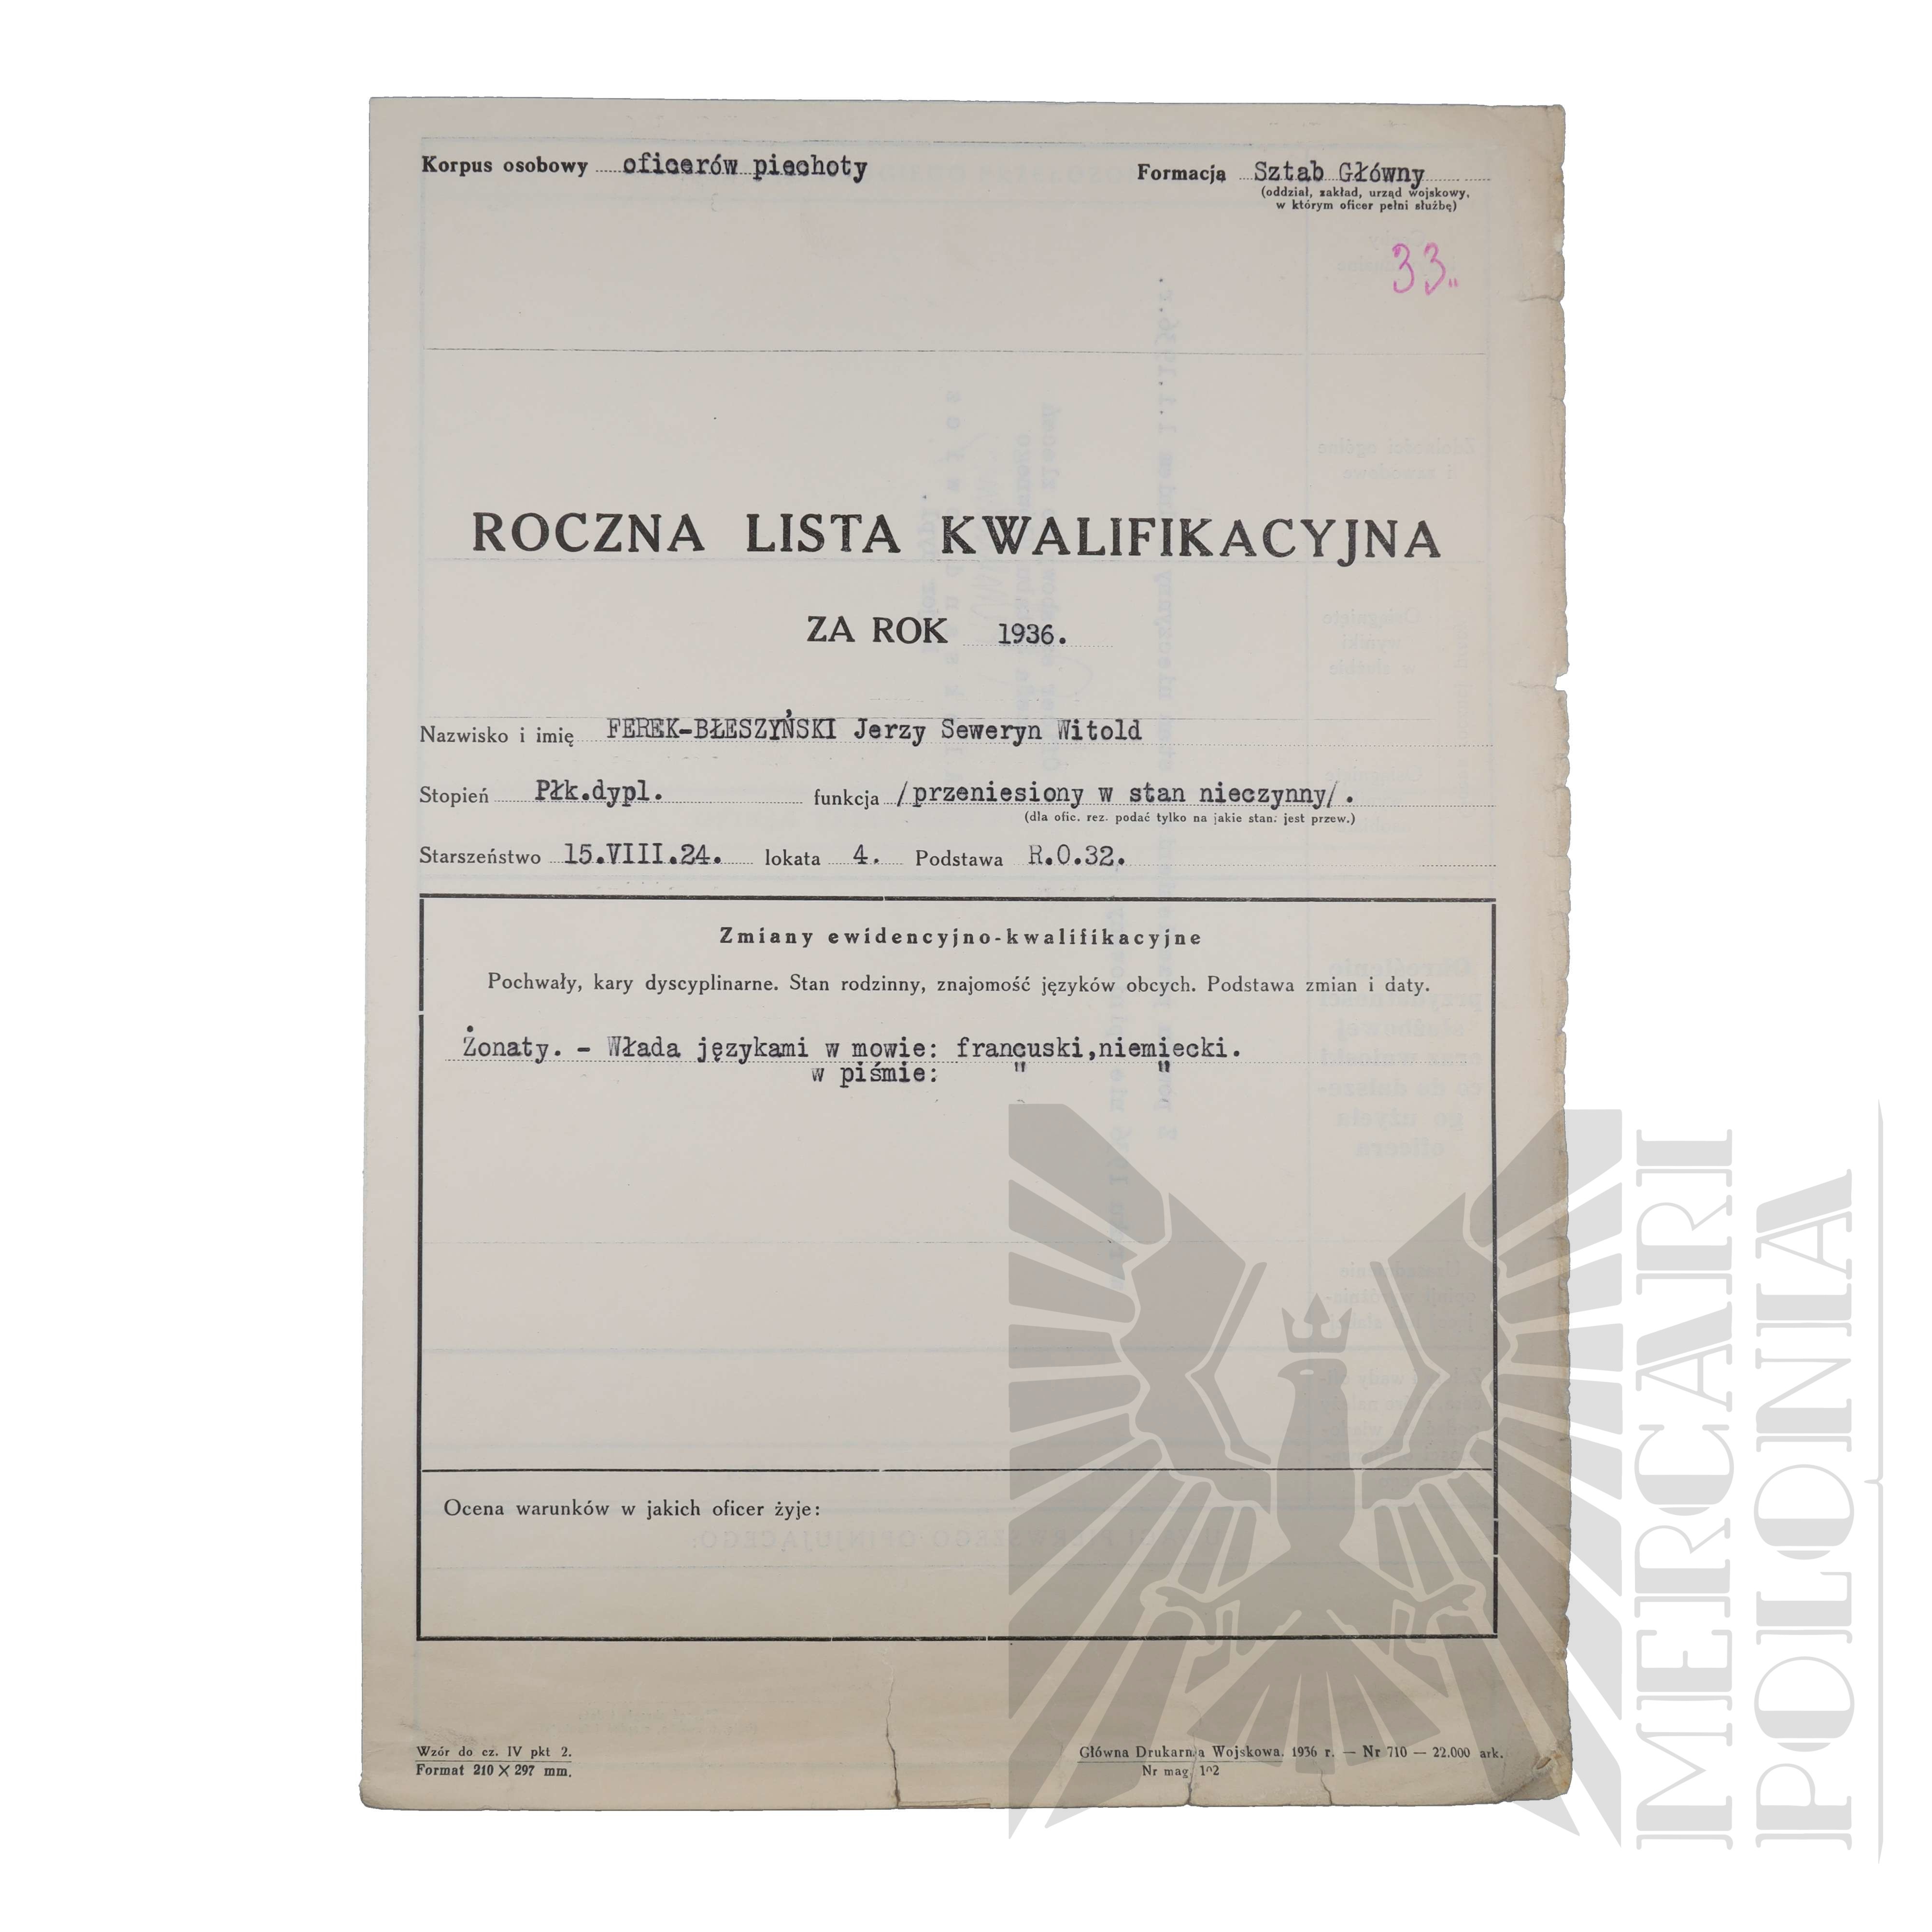 Korpus osobowy oficerów piechoty
Formacja Sztab Główny
(oddział, zakład, urząd wojskowy,
w którym oficer pełni służbę)
33.
ROCZNA LISTA KWALIFIKACYJNA
ZA ROK 1936.
Nazwisko i imię FEREK-BŁESZYŃSKI Jerzy Seweryn Witold
Stopień Płk.dypl. funkcja /przeniesiony w stan nieczynny/.
(dla ofic. rez. podać tylko na jakie stan. jest przew.)
Starszeństwo 15.VIII.24. lokata 4. Podstawa R.O.32.
Zmiany ewidencyjno-kwalifikacyjne
Pochwały, kary dyscyplinarne. Stan rodzinny, znajomość języków obcych. Podstawa zmian i daty.
Żonaty. - Włada językami w mowie: francuski,niemiecki.
w piśmie: " "
Ocena warunków w jakich oficer żyje:
Wzór do cz. IV pkt 2.
Format 210 X 297 mm.
Główna Drukarnia Wojskowa. 1936 r. — Nr 710 — 22.000 ark.
Nr mag.
MERCARI
POLONIA